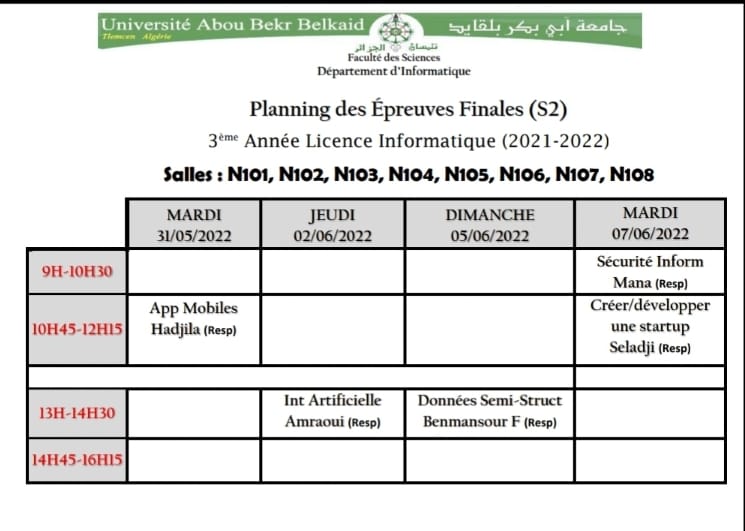 Université Abou Bekr Belkaid
جامعة أبي بكر بلقايد
Tlemcen Algérie
تلمسان الجزائر
Faculté des Sciences
Département d'Informatique
Planning des Épreuves Finales (S2)
3ème Année Licence Informatique (2021-2022)
Salles : N101, N102, N103, N104, N105, N106, N107, N108
MARDI
31/05/2022
JEUDI
02/06/2022
DIMANCHE
05/06/2022
MARDI
07/06/2022
9H-10H30
Sécurité Inform
Mana (Resp)
10H45-12H15
App Mobiles
Hadjila (Resp)
Créer/développer
une startup
Seladji (Resp)
13H-14H30
Int Artificielle
Amraoui (Resp)
Données Semi-Struct
Benmansour F (Resp)
14H45-16H15